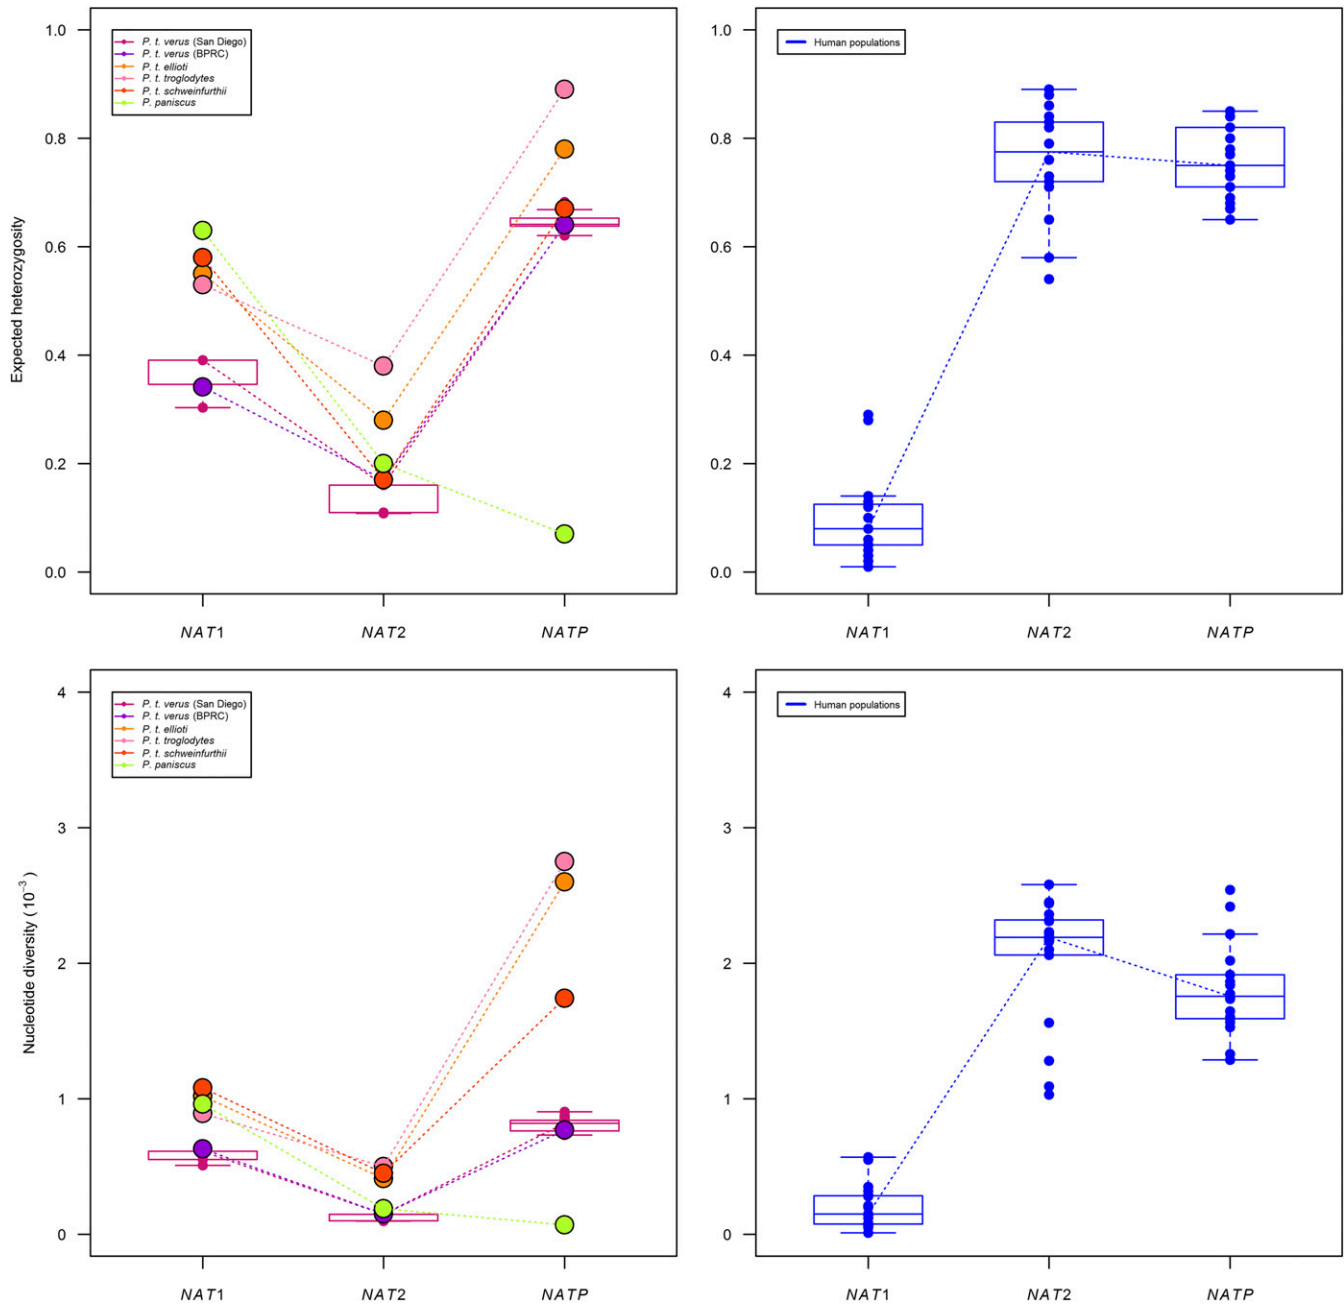 1.0
0.8
0.6
0.4
0.2
0.0
Expected heterozygosity
P. t. verus (San Diego)
P. t. verus (BPRC)
P. t. ellioti
P. t. troglodytes
P. t. schweinfurthii
P. paniscus
NAT1 NAT2 NATP
1.0
0.8
0.6
0.4
0.2
0.0
Human populations
NAT1 NAT2 NATP
4
3
2
1
0
Nucleotide diversity (10⁻³)
P. t. verus (San Diego)
P. t. verus (BPRC)
P. t. ellioti
P. t. troglodytes
P. t. schweinfurthii
P. paniscus
NAT1 NAT2 NATP
4
3
2
1
0
Human populations
NAT1 NAT2 NATP